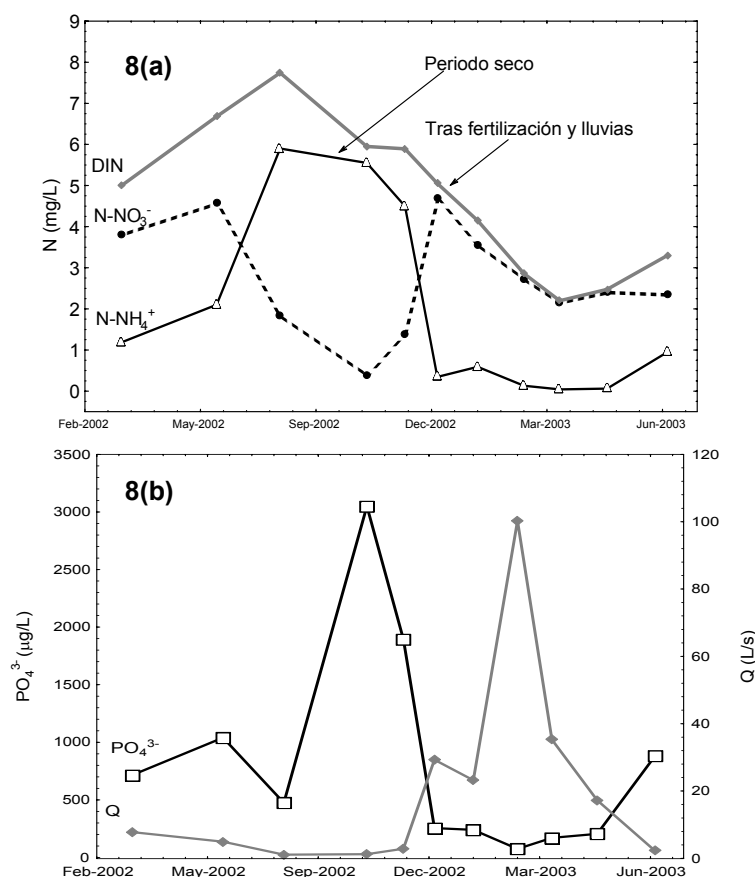 9
8(a)
Periodo seco
8
7
Tras fertilización y lluvias
6
DIN
5
N (mg/L)
N-NO₃⁻
4
3
2
N-NH₄⁺
1
0
Feb-2002 May-2002 Sep-2002 Dec-2002 Mar-2003 Jun-2003
3500 120
8(b)
3000
100
2500
80
2000
PO₄³⁻ (µg/L)
Q (L/s)
60
1500
40
1000
PO₄³⁻
20
500
Q
0 0
Feb-2002 May-2002 Sep-2002 Dec-2002 Mar-2003 Jun-2003